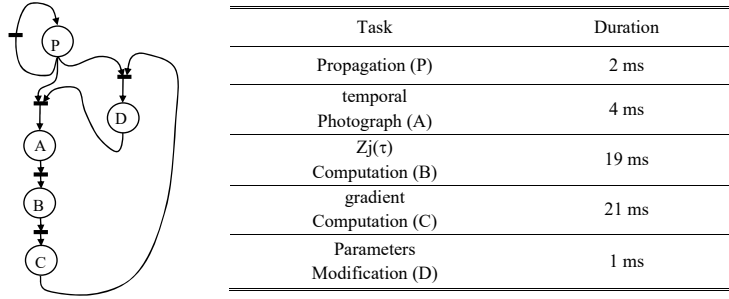 P
D
A
B
C
Task Duration
Propagation (P) 2 ms
temporal
Photograph (A) 4 ms
Zj(τ)
Computation (B) 19 ms
gradient
Computation (C) 21 ms
Parameters
Modification (D) 1 ms